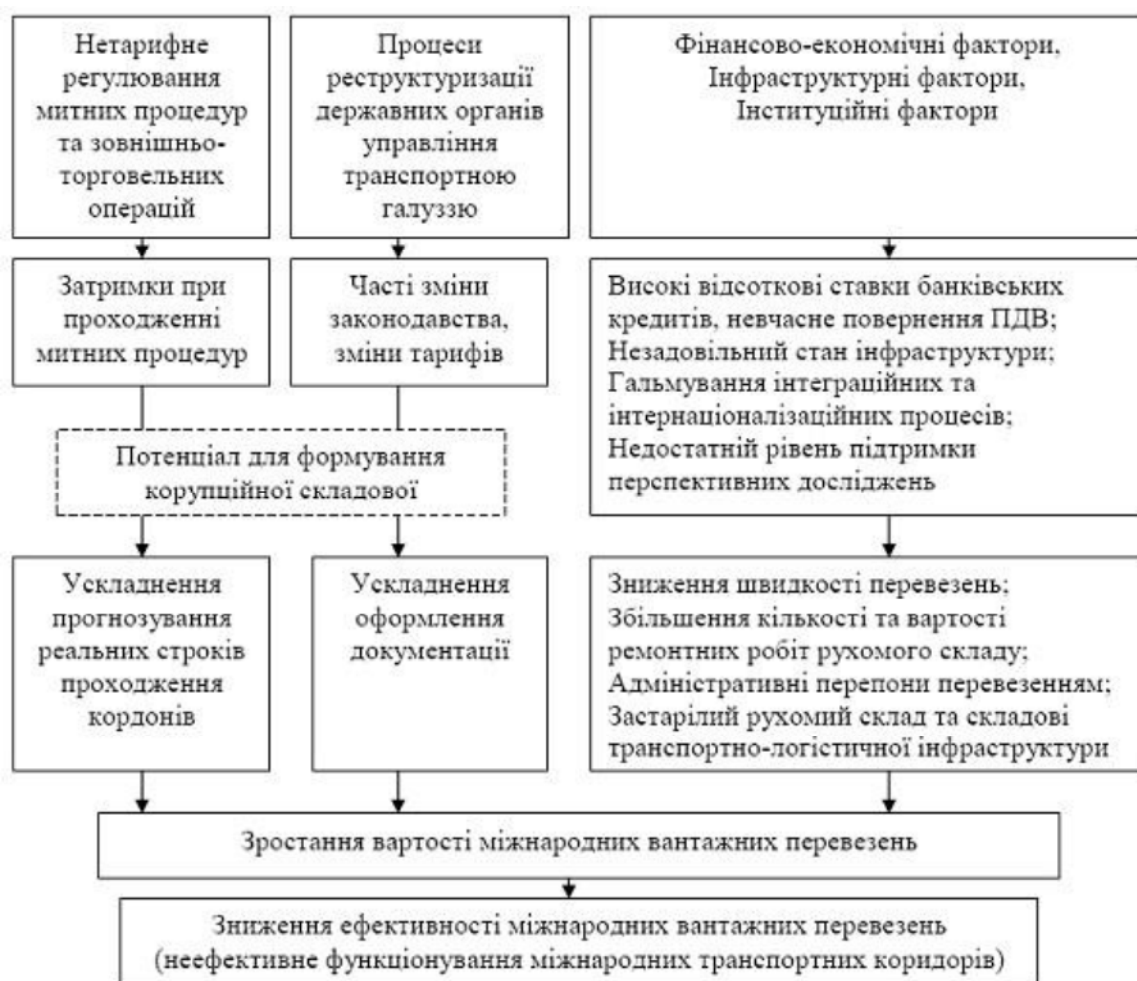 Нетарифне
регулювання
митних процедур
та зовнішньо-
торговельних
операцій
Процеси
реструктуризації
державних органів
управління
транспортною
галуззю
Фінансово-економічні фактори,
Інфраструктурні фактори,
Інституційні фактори
Затримки при
проходженні
митних процедур
Часті зміни
законодавства,
зміни тарифів
Високі відсоткові ставки банківських
кредитів, невчасне повернення ПДВ;
Незадовільний стан інфраструктури;
Гальмування інтеграційних та
інтернаціоналізаційних процесів;
Недостатній рівень підтримки
перспективних досліджень
Потенціал для формування
корупційної складової
Ускладнення
прогнозування
реальних строків
проходження
кордонів
Ускладнення
оформлення
документації
Зниження швидкості перевезень;
Збільшення кількості та вартості
ремонтних робіт рухомого складу;
Адміністративні перепони перевезенням;
Застарілий рухомий склад та складові
транспортно-логістичної інфраструктури
Зростання вартості міжнародних вантажних перевезень
Зниження ефективності міжнародних вантажних перевезень
(неефективне функціонування міжнародних транспортних коридорів)